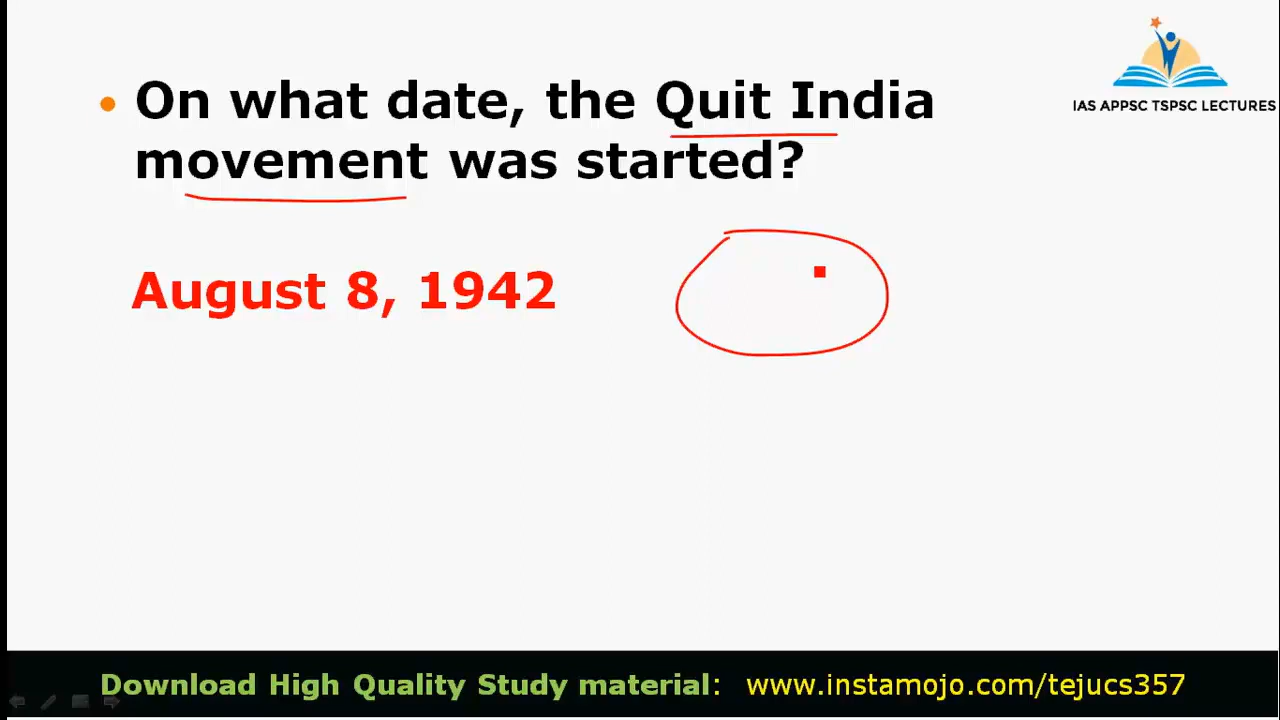 IAS APPSC TSPSC LECTURES
• On what date, the Quit India
movement was started?
August 8, 1942
Download High Quality Study material: www.instamojo.com/tejucs357